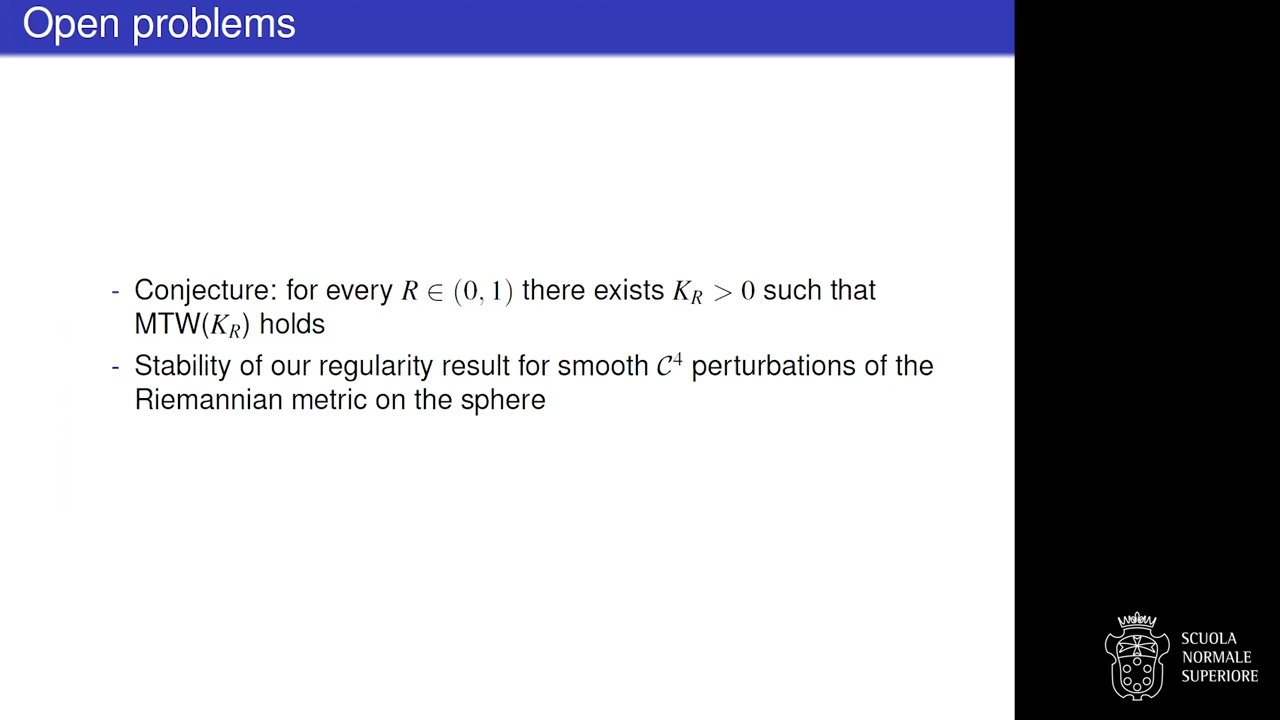 Open problems
- Conjecture: for every R ∈ (0, 1) there exists K_R > 0 such that
MTW(K_R) holds
- Stability of our regularity result for smooth C⁴ perturbations of the
Riemannian metric on the sphere
SCUOLA
NORMALE
SUPERIORE